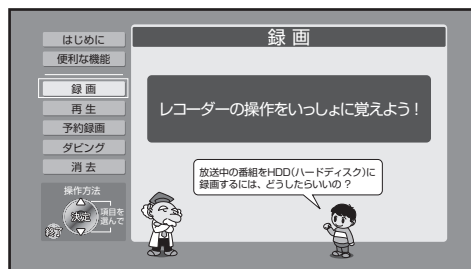 はじめに
便利な機能
録画
再生
予約録画
ダビング
消去
操作方法
決定
項目を
選んで
終了
録画
レコーダーの操作をいっしょに覚えよう!
放送中の番組をHDD(ハードディスク)に
録画するには、どうしたらいいの?